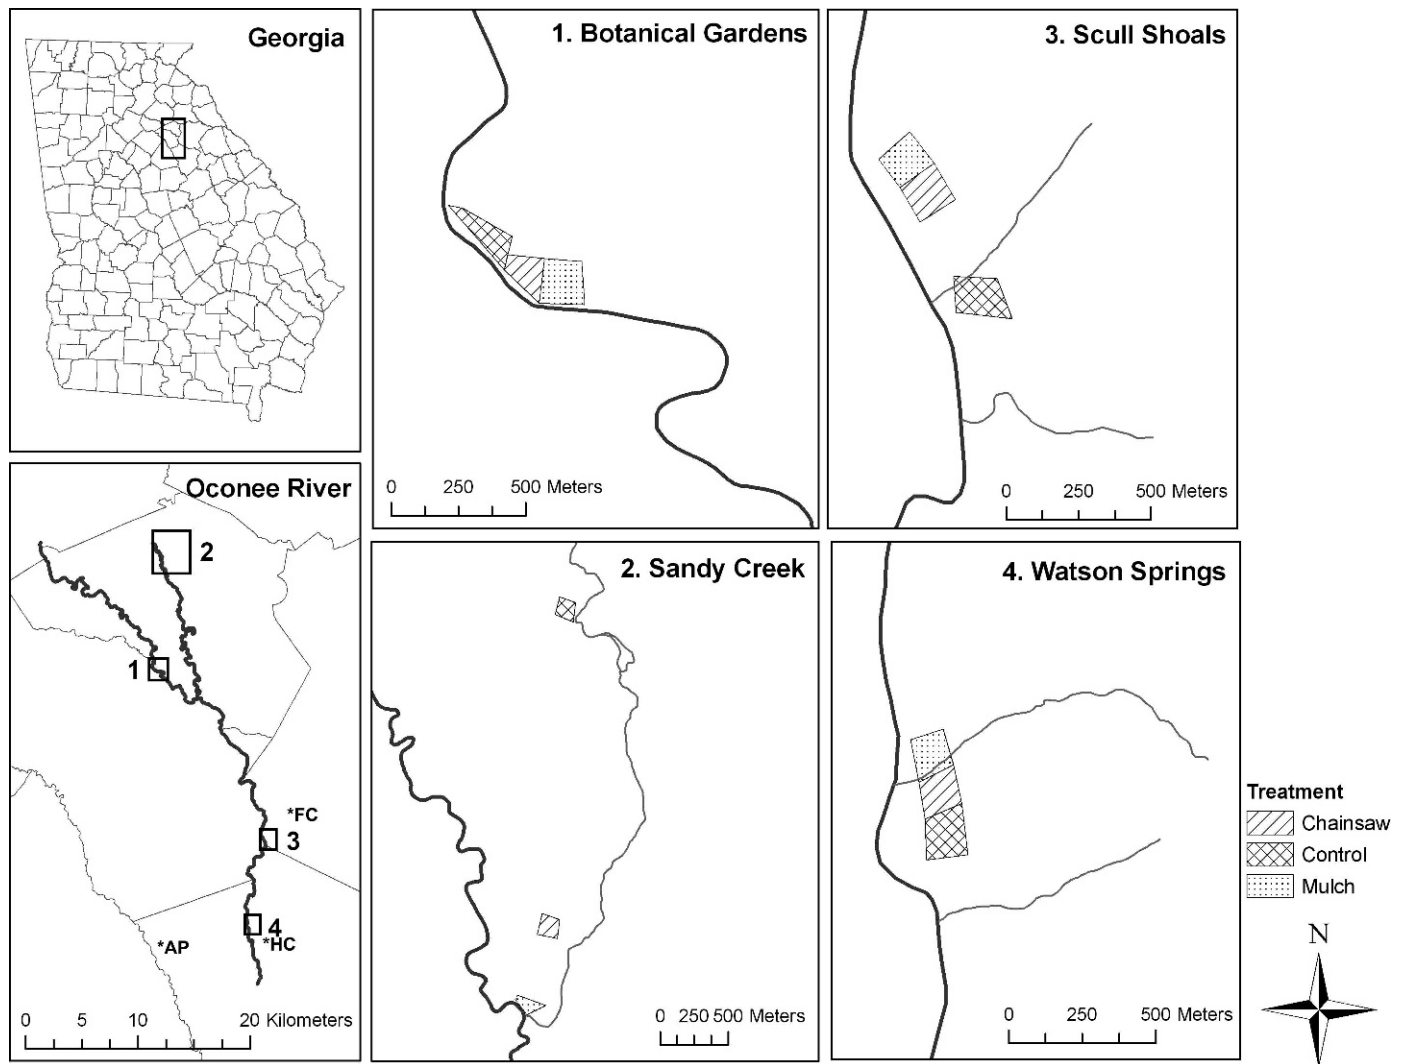 Georgia
Oconee River
2
1
*FC
3
4
*HC
*AP
0 5 10 20 Kilometers
1. Botanical Gardens
0 250 500 Meters
2. Sandy Creek
0 250 500 Meters
3. Scull Shoals
0 250 500 Meters
4. Watson Springs
0 250 500 Meters
Treatment
Chainsaw
Control
Mulch
N